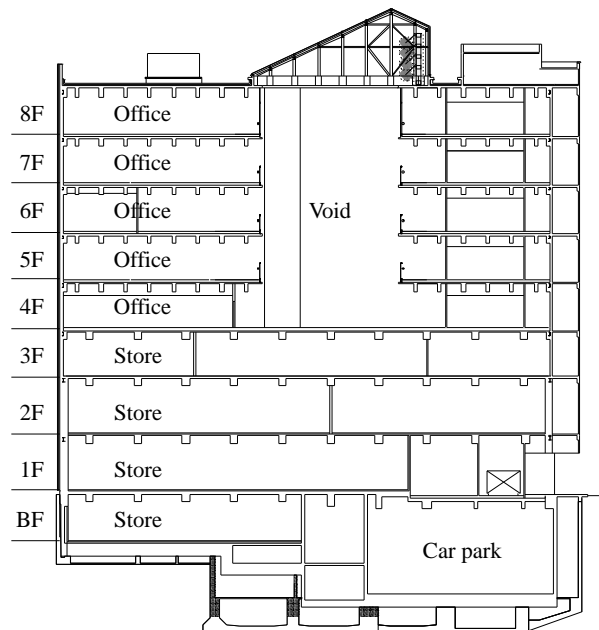 8F Office
7F Office
6F Office Void
5F Office
4F Office
3F Store
2F Store
1F Store
BF Store
Car park